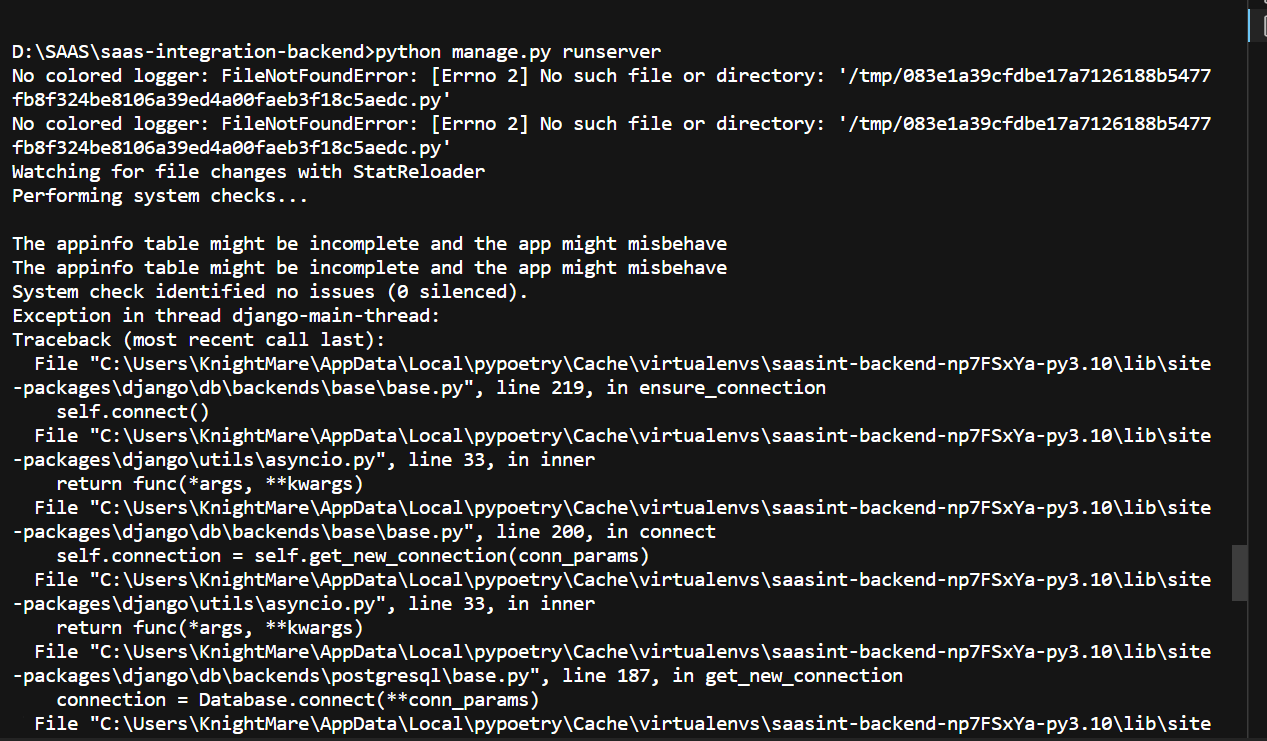 D:\SAAS\saas-integration-backend>python manage.py runserver
No colored logger: FileNotFoundError: [Errno 2] No such file or directory: '/tmp/083e1a39cfdbe17a7126188b5477
fb8f324be8106a39ed4a00faeb3f18c5aedc.py'
No colored logger: FileNotFoundError: [Errno 2] No such file or directory: '/tmp/083e1a39cfdbe17a7126188b5477
fb8f324be8106a39ed4a00faeb3f18c5aedc.py'
Watching for file changes with StatReloader
Performing system checks...

The appinfo table might be incomplete and the app might misbehave
The appinfo table might be incomplete and the app might misbehave
System check identified no issues (0 silenced).
Exception in thread django-main-thread:
Traceback (most recent call last):
  File "C:\Users\KnightMare\AppData\Local\pypoetry\Cache\virtualenvs\saasint-backend-np7FSxYa-py3.10\lib\site
-packages\django\db\backends\base\base.py", line 219, in ensure_connection
    self.connect()
  File "C:\Users\KnightMare\AppData\Local\pypoetry\Cache\virtualenvs\saasint-backend-np7FSxYa-py3.10\lib\site
-packages\django\utils\asyncio.py", line 33, in inner
    return func(*args, **kwargs)
  File "C:\Users\KnightMare\AppData\Local\pypoetry\Cache\virtualenvs\saasint-backend-np7FSxYa-py3.10\lib\site
-packages\django\db\backends\base\base.py", line 200, in connect
    self.connection = self.get_new_connection(conn_params)
  File "C:\Users\KnightMare\AppData\Local\pypoetry\Cache\virtualenvs\saasint-backend-np7FSxYa-py3.10\lib\site
-packages\django\utils\asyncio.py", line 33, in inner
    return func(*args, **kwargs)
  File "C:\Users\KnightMare\AppData\Local\pypoetry\Cache\virtualenvs\saasint-backend-np7FSxYa-py3.10\lib\site
-packages\django\db\backends\postgresql\base.py", line 187, in get_new_connection
    connection = Database.connect(**conn_params)
  File "C:\Users\KnightMare\AppData\Local\pypoetry\Cache\virtualenvs\saasint-backend-np7FSxYa-py3.10\lib\site